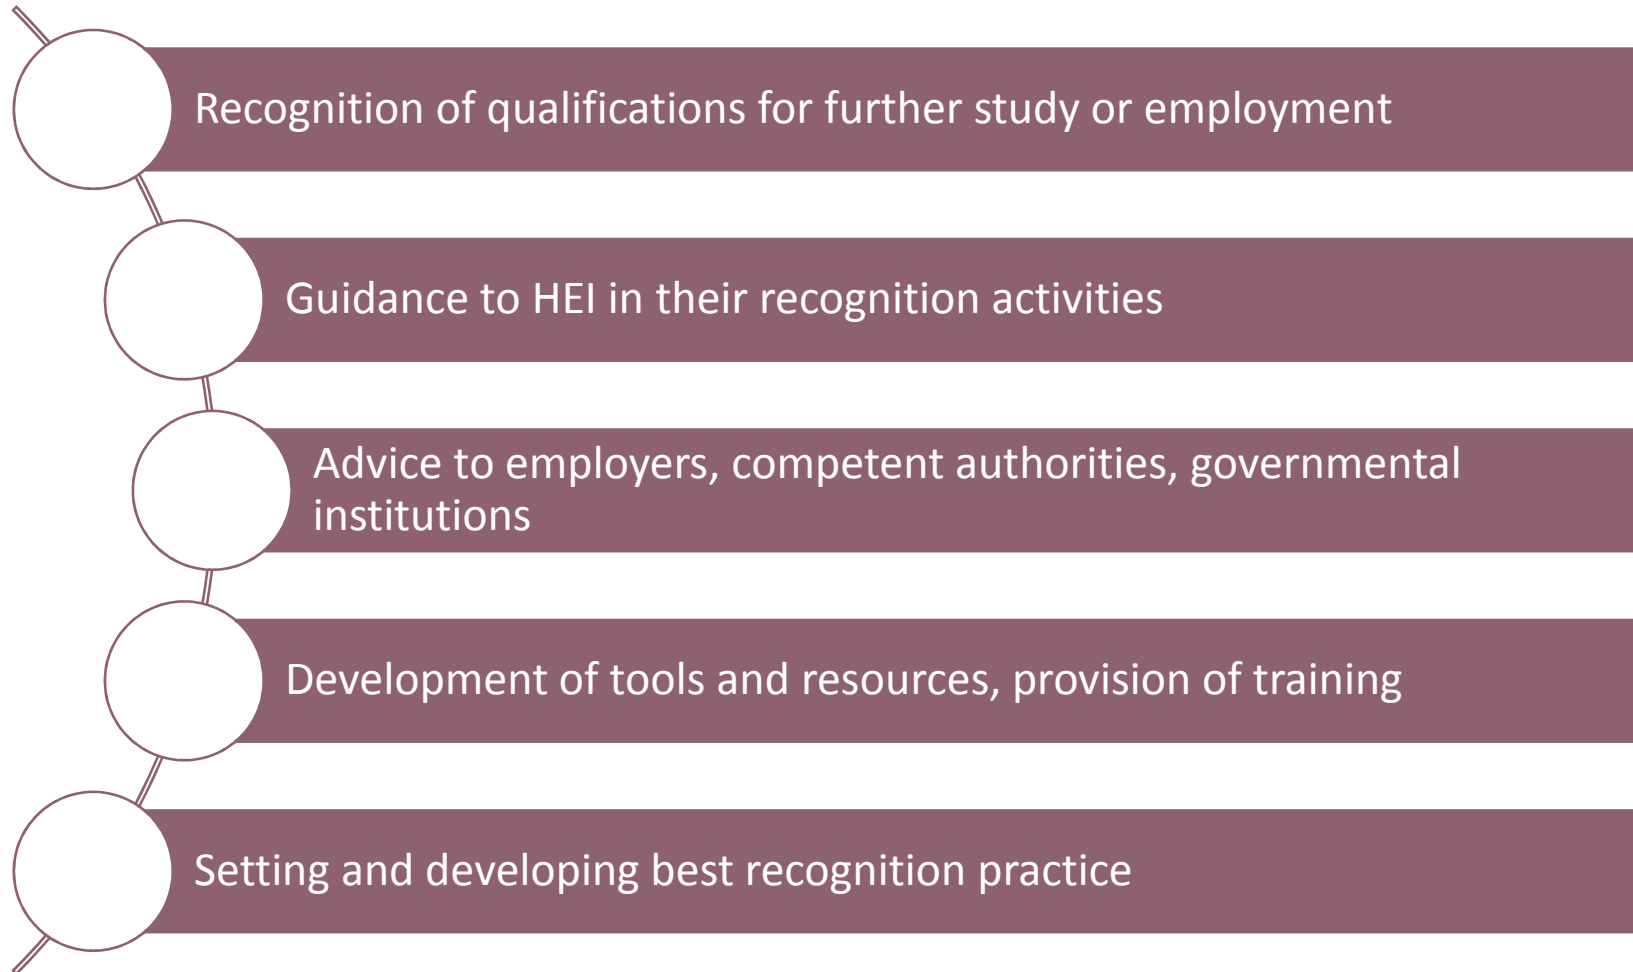 Recognition of qualifications for further study or employment
Guidance to HEI in their recognition activities
Advice to employers, competent authorities, governmental
institutions
Development of tools and resources, provision of training
Setting and developing best recognition practice